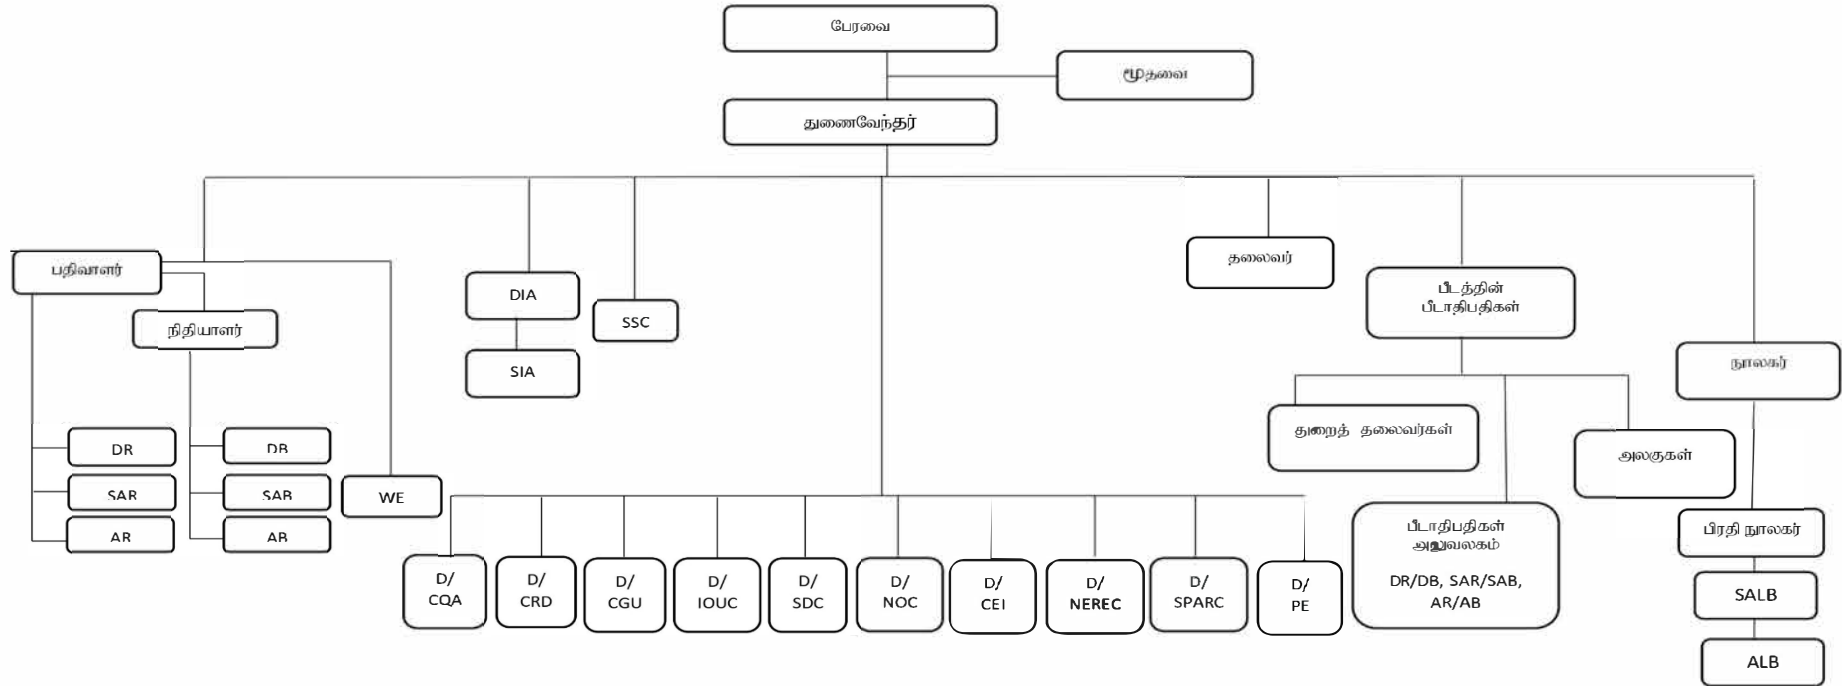 பேரவை
மூதவை
துணைவேந்தர்
பதிவாளர்
நிதியாளர்
DR
SAR
AR
DB
SAB
AB
WE
DIA
SIA
SSC
D/
CQA
D/
CRD
D/
CGU
D/
IOUC
D/
SDC
D/
NOC
D/
CEI
D/
NEREC
D/
SPARC
D/
PE
தலைவர்
பீடத்தின்
பீடாதிபதிகள்
துறைத் தலைவர்கள்
அலகுகள்
பீடாதிபதிகள்
அலுவலகம்
DR/DB, SAR/SAB,
AR/AB
நூலகர்
பிரதி நூலகர்
SALB
ALB